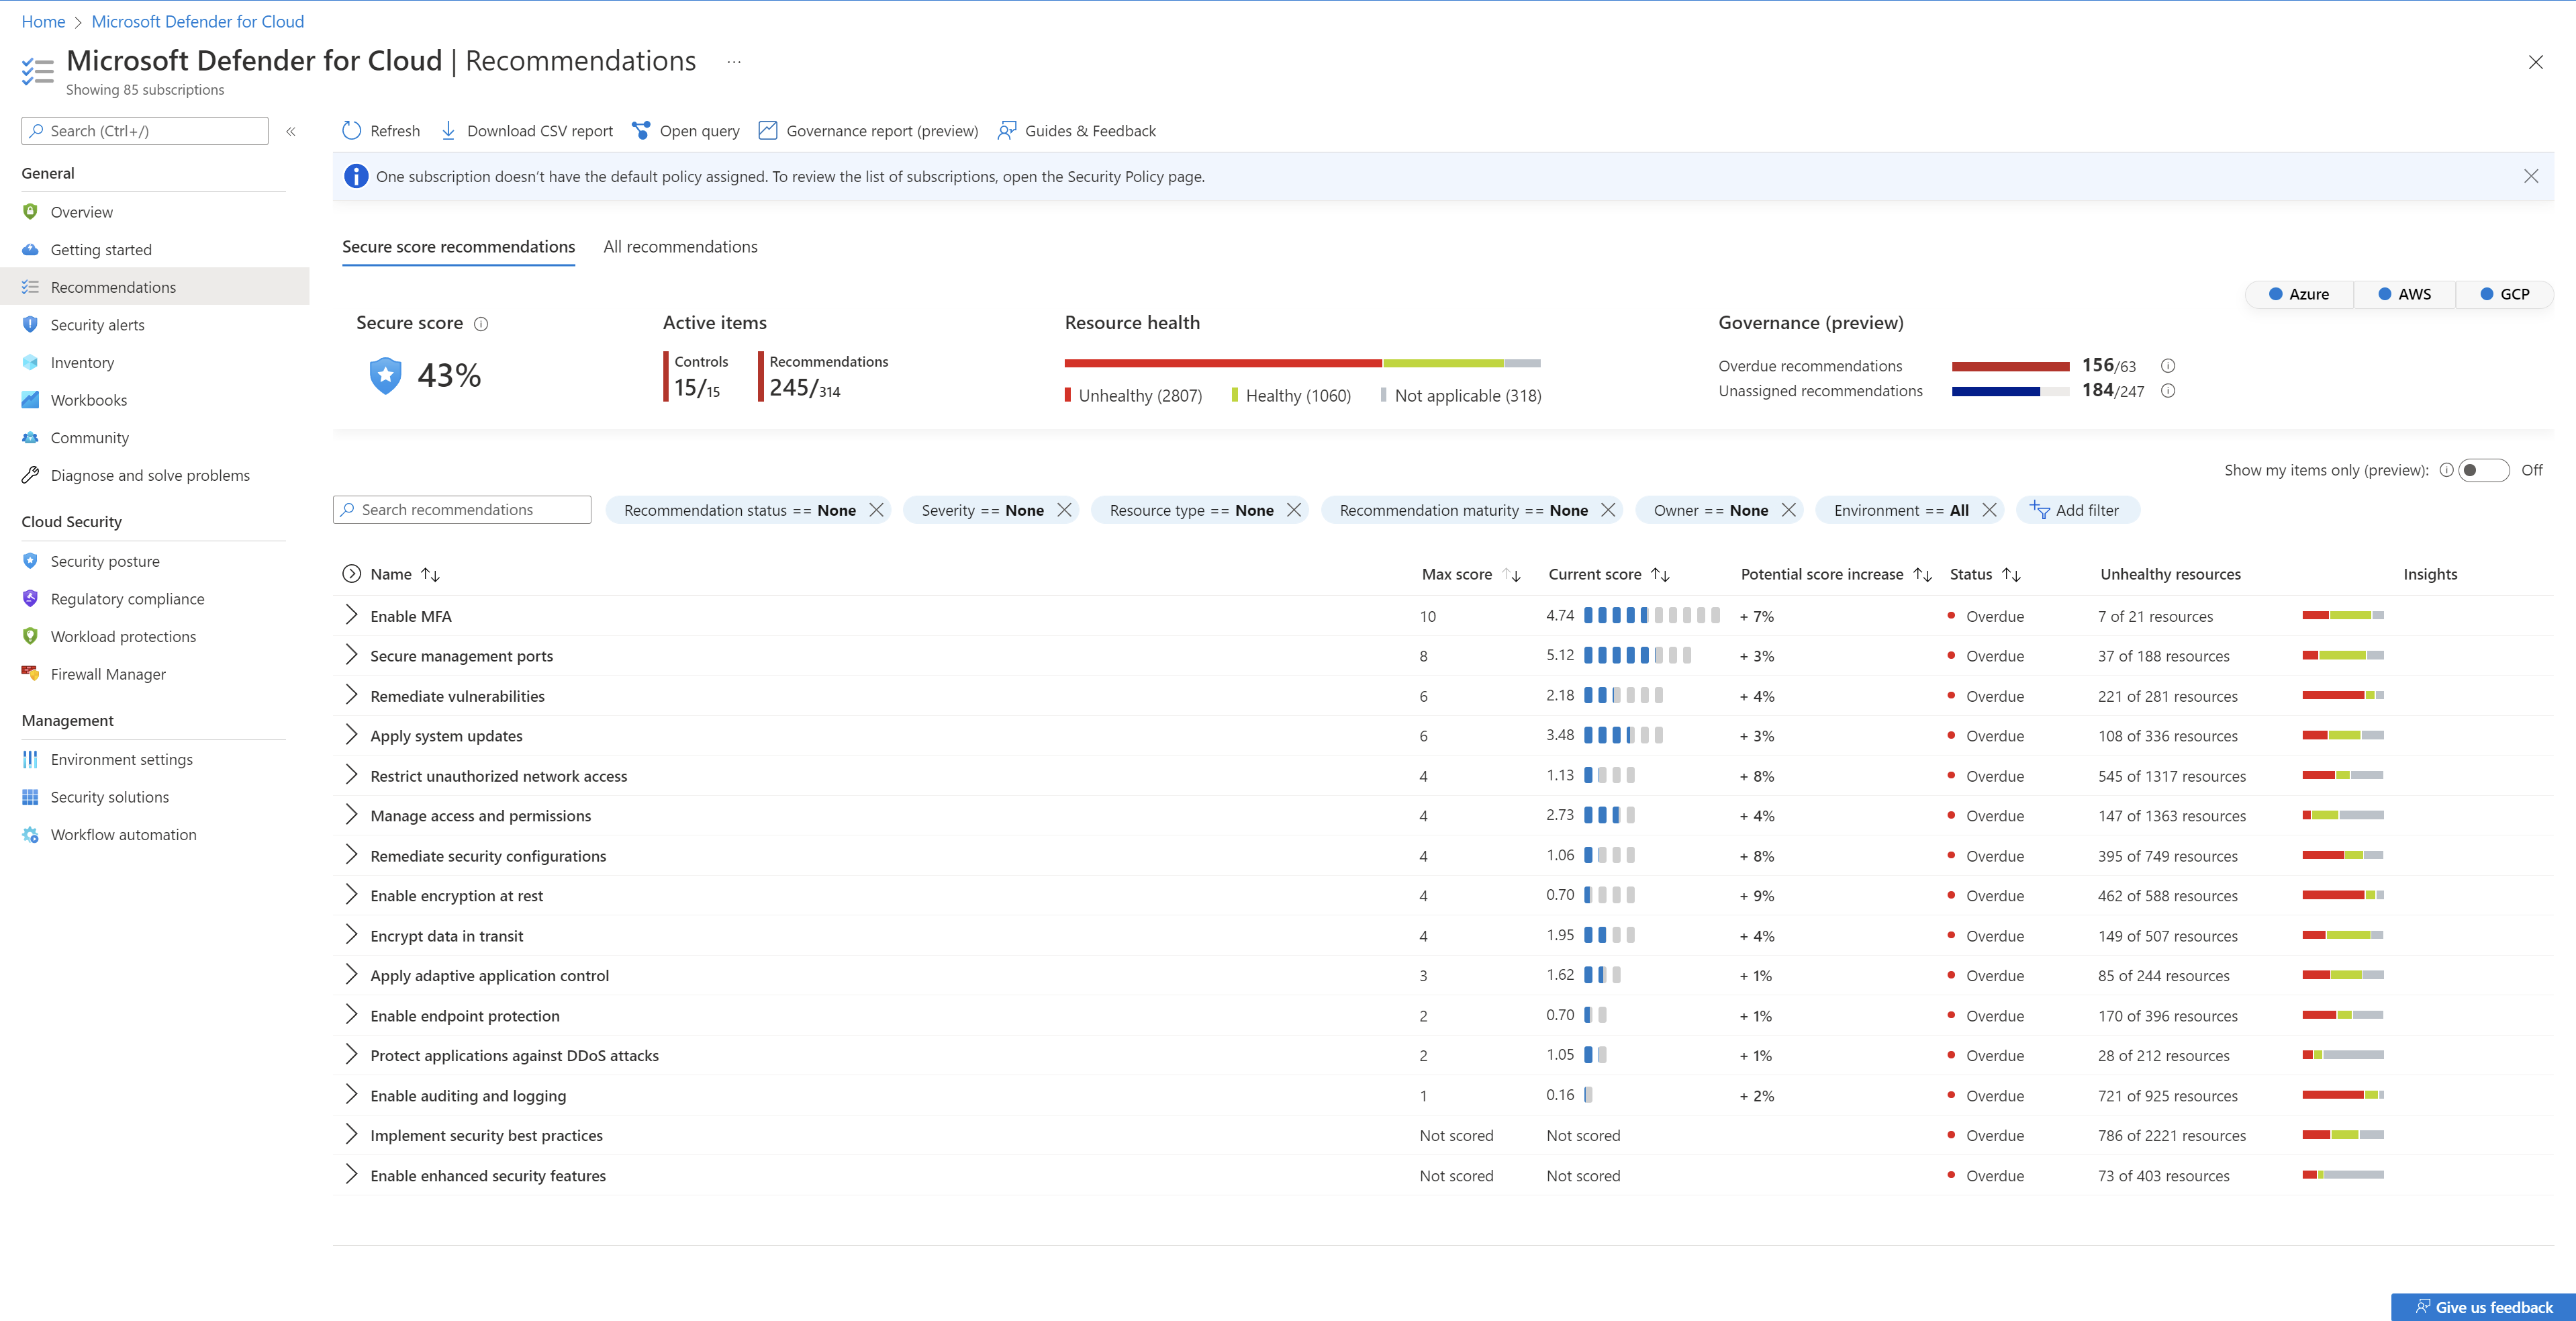 Home > Microsoft Defender for Cloud
Microsoft Defender for Cloud | Recommendations ...
Showing 85 subscriptions
Search (Ctrl+/) «
Refresh Download CSV report Open query Governance report (preview) Guides & Feedback
One subscription doesn't have the default policy assigned. To review the list of subscriptions, open the Security Policy page.
General
Overview
Getting started
Recommendations
Security alerts
Inventory
Workbooks
Community
Diagnose and solve problems
Cloud Security
Security posture
Regulatory compliance
Workload protections
Firewall Manager
Management
Environment settings
Security solutions
Workflow automation
Secure score recommendations All recommendations
Azure AWS GCP
Secure score
43%
Active items
Controls
15/15
Recommendations
245/314
Resource health
Unhealthy (2807) Healthy (1060) Not applicable (318)
Governance (preview)
Overdue recommendations 156/63
Unassigned recommendations 184/247
Show my items only (preview): Off
Search recommendations Recommendation status == None Severity == None Resource type == None Recommendation maturity == None Owner == None Environment == All Add filter
Name Max score Current score Potential score increase Status Unhealthy resources Insights
Enable MFA 10 4.74 + 7% Overdue 7 of 21 resources
Secure management ports 8 5.12 + 3% Overdue 37 of 188 resources
Remediate vulnerabilities 6 2.18 + 4% Overdue 221 of 281 resources
Apply system updates 6 3.48 + 3% Overdue 108 of 336 resources
Restrict unauthorized network access 4 1.13 + 8% Overdue 545 of 1317 resources
Manage access and permissions 4 2.73 + 4% Overdue 147 of 1363 resources
Remediate security configurations 4 1.06 + 8% Overdue 395 of 749 resources
Enable encryption at rest 4 0.70 + 9% Overdue 462 of 588 resources
Encrypt data in transit 4 1.95 + 4% Overdue 149 of 507 resources
Apply adaptive application control 3 1.62 + 1% Overdue 85 of 244 resources
Enable endpoint protection 2 0.70 + 1% Overdue 170 of 396 resources
Protect applications against DDoS attacks 2 1.05 + 1% Overdue 28 of 212 resources
Enable auditing and logging 1 0.16 + 2% Overdue 721 of 925 resources
Implement security best practices Not scored Not scored Overdue 786 of 2221 resources
Enable enhanced security features Not scored Not scored Overdue 73 of 403 resources
Give us feedback